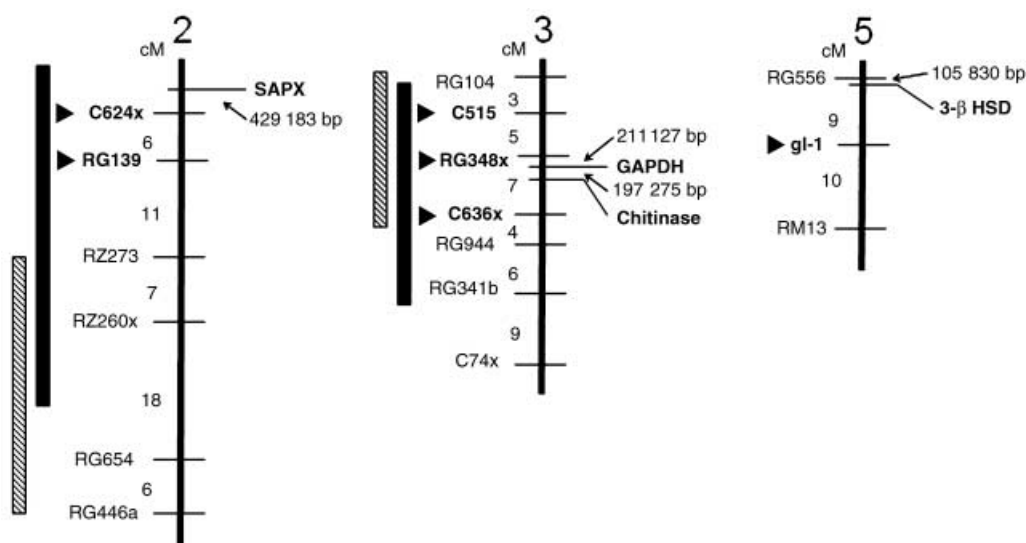 2
cM
SAPX
C624x
429 183 bp
6
RG139
11
RZ273
7
RZ260x
18
RG654
6
RG446a
3
cM
RG104
3
C515
5
211 127 bp
RG348x
GAPDH
197 275 bp
7
C636x
Chitinase
4
RG944
6
RG341b
9
C74x
5
cM
RG556
105 830 bp
3-β HSD
9
gl-1
10
RM13